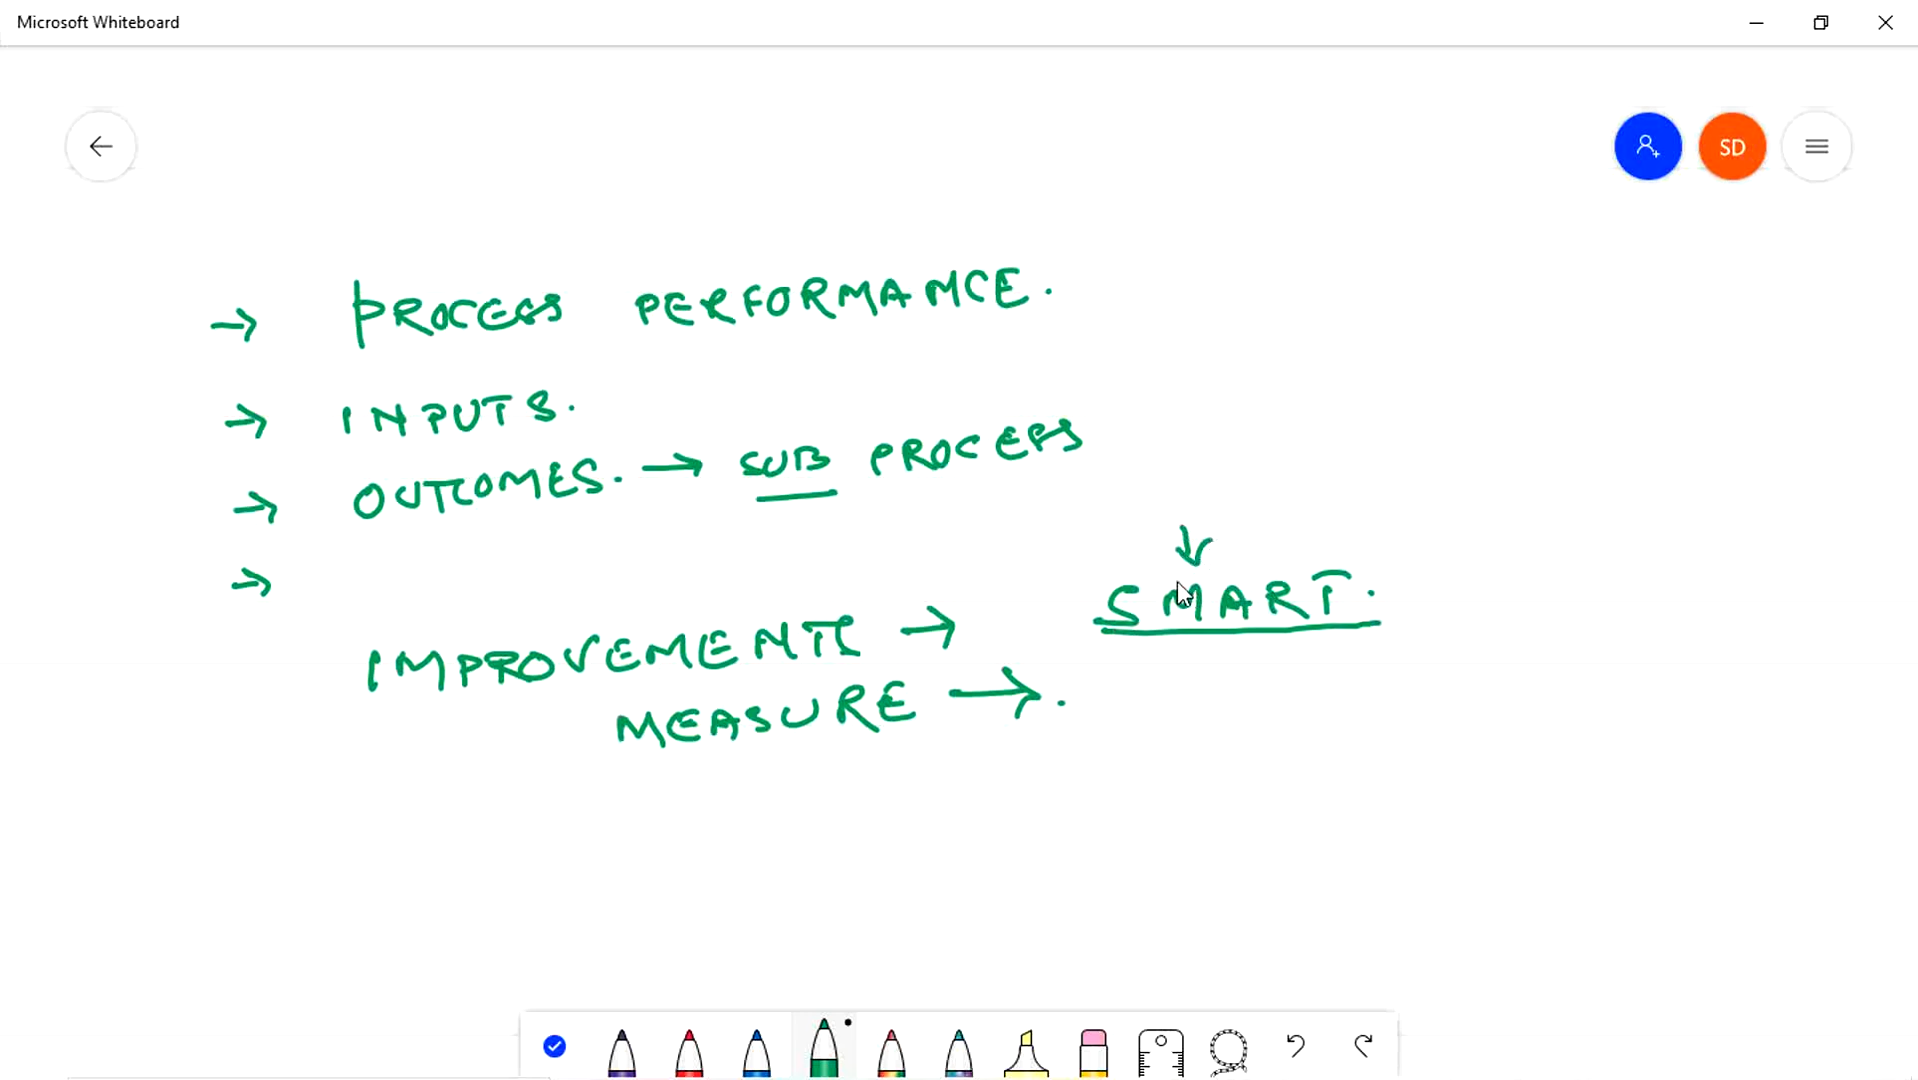 Microsoft Whiteboard
SD
→ PROCESS PERFORMANCE.
→ INPUTS.
→ OUTCOMES. → SUB PROCESS
→
↓
SMART.
IMPROVEMENTS →
MEASURE → .